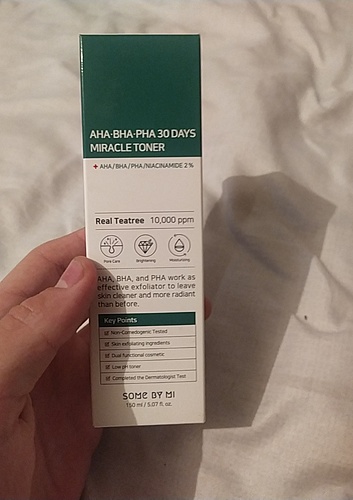 AHA·BHA·PHA 30 DAYS
MIRACLE TONER
+ AHA/BHA/PHA/NIACINAMIDE 2%
Real Teatree 10,000 ppm
Pore Care Brightening Moisturizing
AHA, BHA, and PHA work as
effective exfoliator to leave
skin cleaner and more radiant
than before.
Key Points
Non-Comedogenic Tested
Skin exfoliating ingredients
Dual functional cosmetic
Low pH toner
Completed the Dermatologist Test
SOME BY MI
150 ml / 5.07 fl. oz.